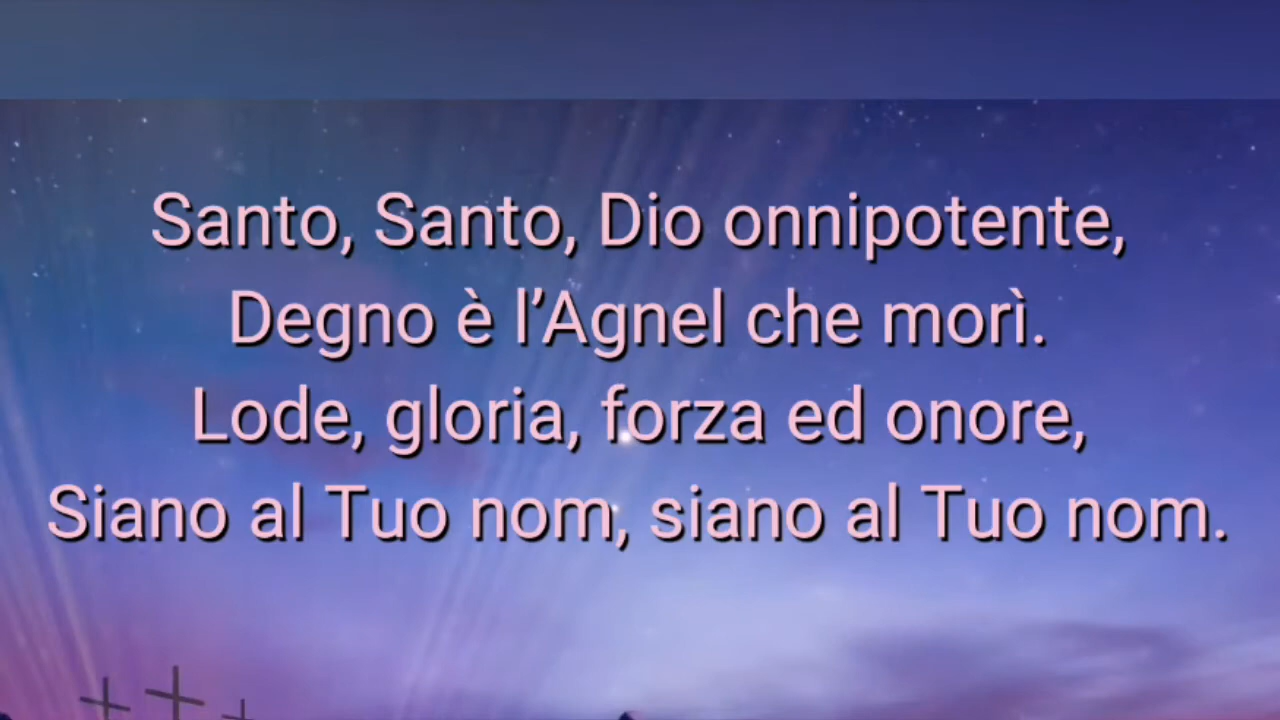 Santo, Santo, Dio onnipotente,
Degno è l’Agnel che morì.
Lode, gloria, forza ed onore,
Siano al Tuo nom, siano al Tuo nom.